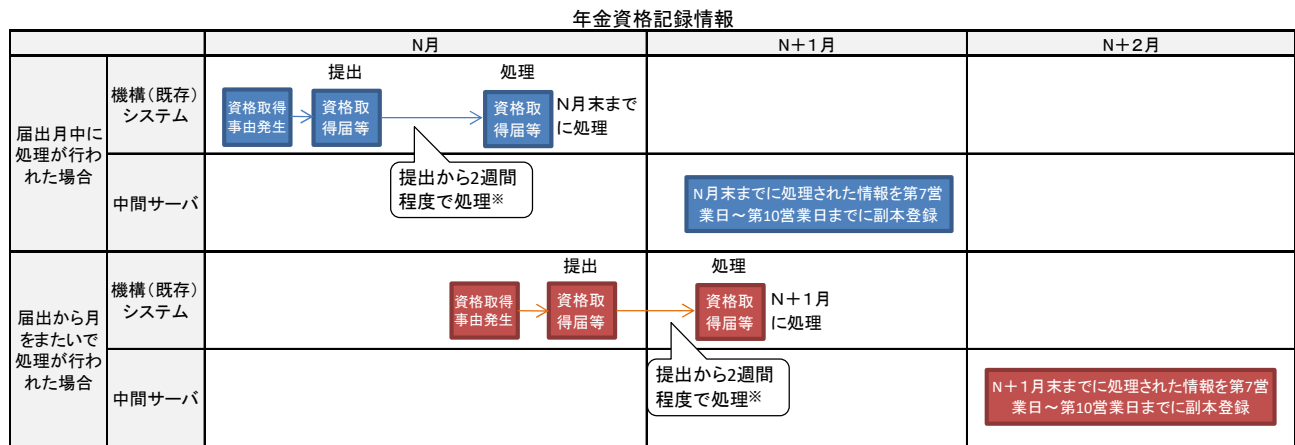 年金資格記録情報
N月
N+1月
N+2月
届出月中に
処理が行わ
れた場合
機構(既存)
システム
提出
処理
資格取得
事由発生
資格取
得届等
資格取
得届等
N月末まで
に処理
提出から2週間
程度で処理※
中間サーバ
N月末までに処理された情報を第7営
業日～第10営業日までに副本登録
届出から月
をまたいで
処理が行わ
れた場合
機構(既存)
システム
提出
処理
資格取得
事由発生
資格取
得届等
資格取
得届等
N+1月
に処理
提出から2週間
程度で処理※
中間サーバ
N+1月末までに処理された情報を第7営
業日～第10営業日までに副本登録